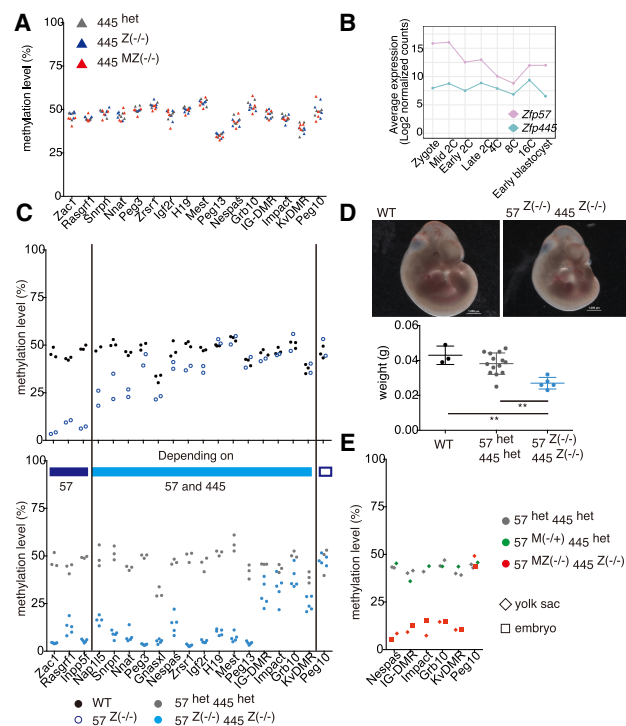 A
445 het
445 Z(-/-)
445 MZ(-/-)
methylation level (%)
100
75
50
25
0
Zac1 Rasgrf1 Snrpn Nnat Peg3 Zrsr1 Igf2r H19 Mest Peg13 Nespas Grb10 IG-DMR Impact KvDMR Peg10
B
Average expression
(Log2 normalized counts)
15
10
5
0
Zfp57
Zfp445
Zygote Mid 2C Early 2C Late 2C 4C 8C 16C Early blastocyst
C
methylation level (%)
100
75
50
25
0
Depending on
57
57 and 445
methylation level (%)
100
75
50
25
0
Zac1 Rasgrf1 Inpp5f Nap1l5 Snrpn Nnat Peg3 Gnasxl Nespas Zrsr1 Igf2r H19 Mest Peg13 IG-DMR Impact Grb10 KvDMR Peg10
WT
57 Z(-/-)
57 het 445 het
57 Z(-/-) 445 Z(-/-)
D
WT
57 Z(-/-) 445 Z(-/-)
weight (g)
0.06
0.04
0.02
0.00
**
**
WT
57 het
445 het
57 Z(-/-)
445 Z(-/-)
E
methylation level (%)
100
75
50
25
0
Nespas IG-DMR Impact Grb10 KvDMR Peg10
57 het 445 het
57 M(-/+) 445 het
57 MZ(-/-) 445 Z(-/-)
yolk sac
embryo